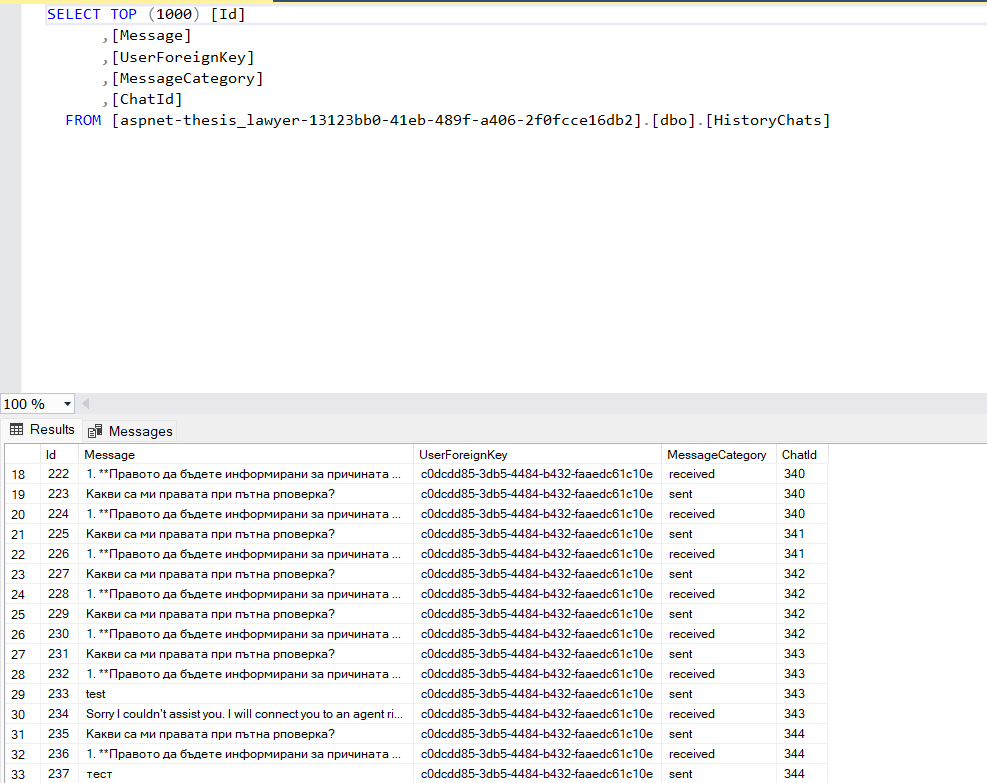 SELECT TOP (1000) [Id]
,[Message]
,[UserForeignKey]
,[MessageCategory]
,[ChatId]
FROM [aspnet-thesis_lawyer-13123bb0-41eb-489f-a406-2f0fcce16db2].[dbo].[HistoryChats]
100 %
Results Messages
Id Message UserForeignKey MessageCategory ChatId
18 222 1. **Правото да бъдете информирани за причината ... c0dcdd85-3db5-4484-b432-faaedc61c10e received 340
19 223 Какви са ми правата при пътна рповерка? c0dcdd85-3db5-4484-b432-faaedc61c10e sent 340
20 224 1. **Правото да бъдете информирани за причината ... c0dcdd85-3db5-4484-b432-faaedc61c10e received 340
21 225 Какви са ми правата при пътна рповерка? c0dcdd85-3db5-4484-b432-faaedc61c10e sent 341
22 226 1. **Правото да бъдете информирани за причината ... c0dcdd85-3db5-4484-b432-faaedc61c10e received 341
23 227 Какви са ми правата при пътна рповерка? c0dcdd85-3db5-4484-b432-faaedc61c10e sent 342
24 228 1. **Правото да бъдете информирани за причината ... c0dcdd85-3db5-4484-b432-faaedc61c10e received 342
25 229 Какви са ми правата при пътна рповерка? c0dcdd85-3db5-4484-b432-faaedc61c10e sent 342
26 230 1. **Правото да бъдете информирани за причината ... c0dcdd85-3db5-4484-b432-faaedc61c10e received 342
27 231 Какви са ми правата при пътна рповерка? c0dcdd85-3db5-4484-b432-faaedc61c10e sent 343
28 232 1. **Правото да бъдете информирани за причината ... c0dcdd85-3db5-4484-b432-faaedc61c10e received 343
29 233 test c0dcdd85-3db5-4484-b432-faaedc61c10e sent 343
30 234 Sorry I couldn't assist you. I will connect you to an agent ri... c0dcdd85-3db5-4484-b432-faaedc61c10e received 343
31 235 Какви са ми правата при пътна рповерка? c0dcdd85-3db5-4484-b432-faaedc61c10e sent 344
32 236 1. **Правото да бъдете информирани за причината ... c0dcdd85-3db5-4484-b432-faaedc61c10e received 344
33 237 тест c0dcdd85-3db5-4484-b432-faaedc61c10e sent 344